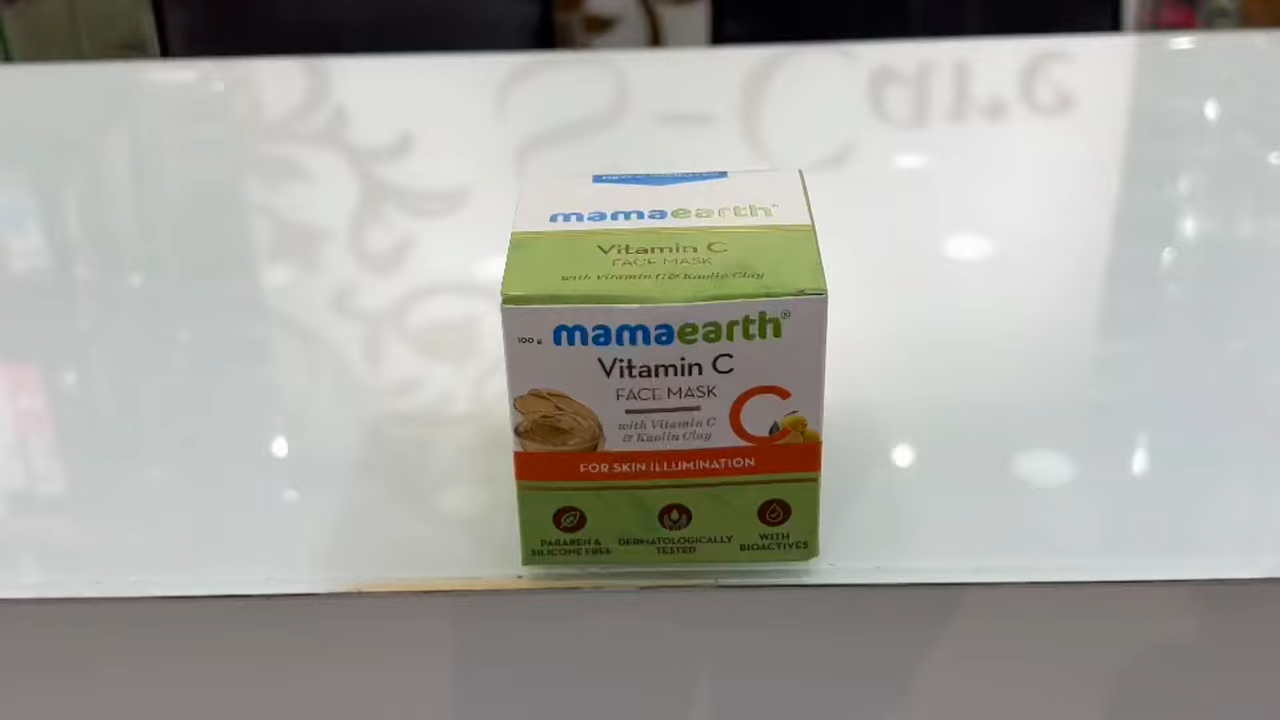 S-Care
mamaearth
Vitamin C
FACE MASK
with Vitamin C & Kaolin Clay
100 g
mamaearth®
Vitamin C
FACE MASK
with Vitamin C
& Kaolin Clay
C
FOR SKIN ILLUMINATION
PARABEN &
SILICONE FREE
DERMATOLOGICALLY
TESTED
WITH
BIOACTIVES